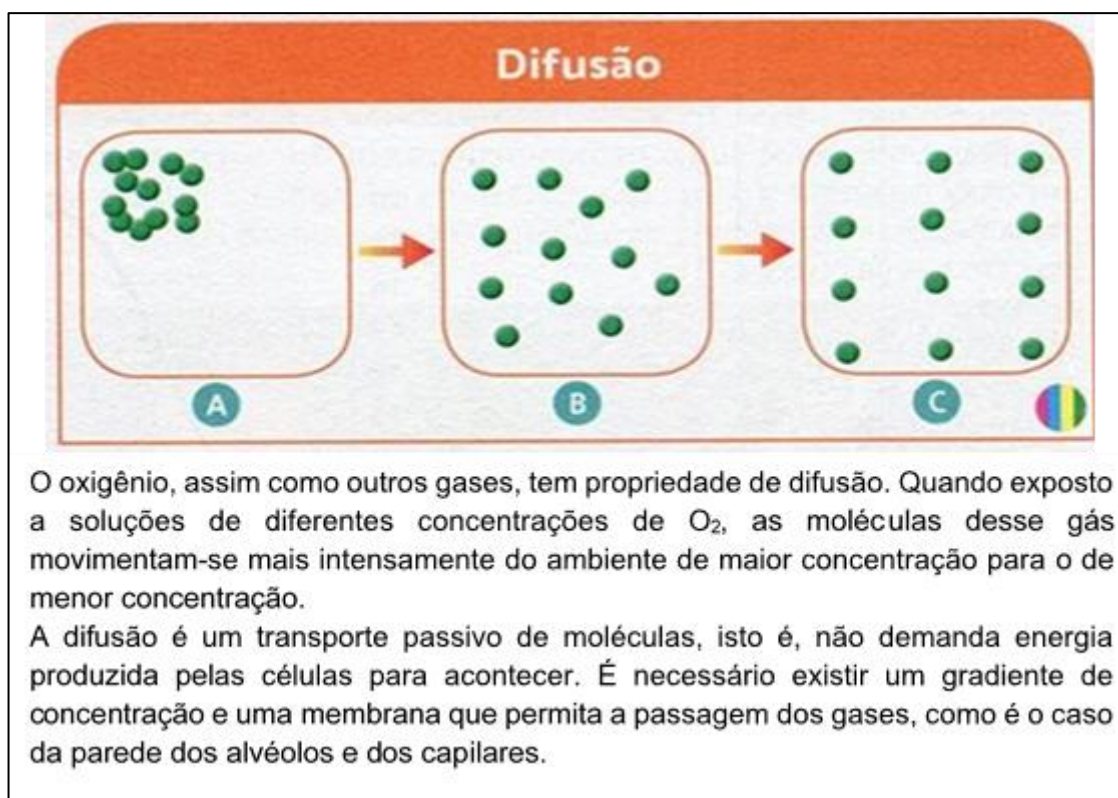 Difusão
A
B
C
O oxigênio, assim como outros gases, tem propriedade de difusão. Quando exposto
a soluções de diferentes concentrações de O₂, as moléculas desse gás
movimentam-se mais intensamente do ambiente de maior concentração para o de
menor concentração.
A difusão é um transporte passivo de moléculas, isto é, não demanda energia
produzida pelas células para acontecer. É necessário existir um gradiente de
concentração e uma membrana que permita a passagem dos gases, como é o caso
da parede dos alvéolos e dos capilares.